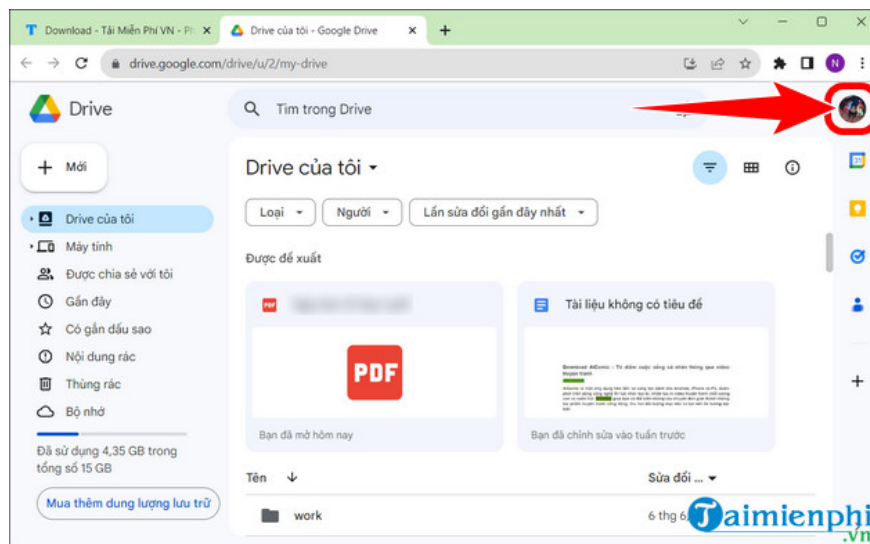 Download - Tải Miễn Phí VN - Ph
Drive của tôi - Google Drive
drive.google.com/drive/u/2/my-drive
N
Drive
Tìm trong Drive
Mới
Drive của tôi
Máy tính
Được chia sẻ với tôi
Gần đây
Có gắn dấu sao
Nội dung rác
Thùng rác
Bộ nhớ
Đã sử dụng 4,35 GB trong
tổng số 15 GB
Mua thêm dung lượng lưu trữ
Drive của tôi
Loại
Người
Lần sửa đổi gần đây nhất
Được đề xuất
PDF
Tài liệu không có tiêu đề
PDF
Bạn đã mở hôm nay
Bạn đã chỉnh sửa vào tuần trước
Tên
Sửa đổi ...
work
6 thg 6
31
Taimienphi
.vn